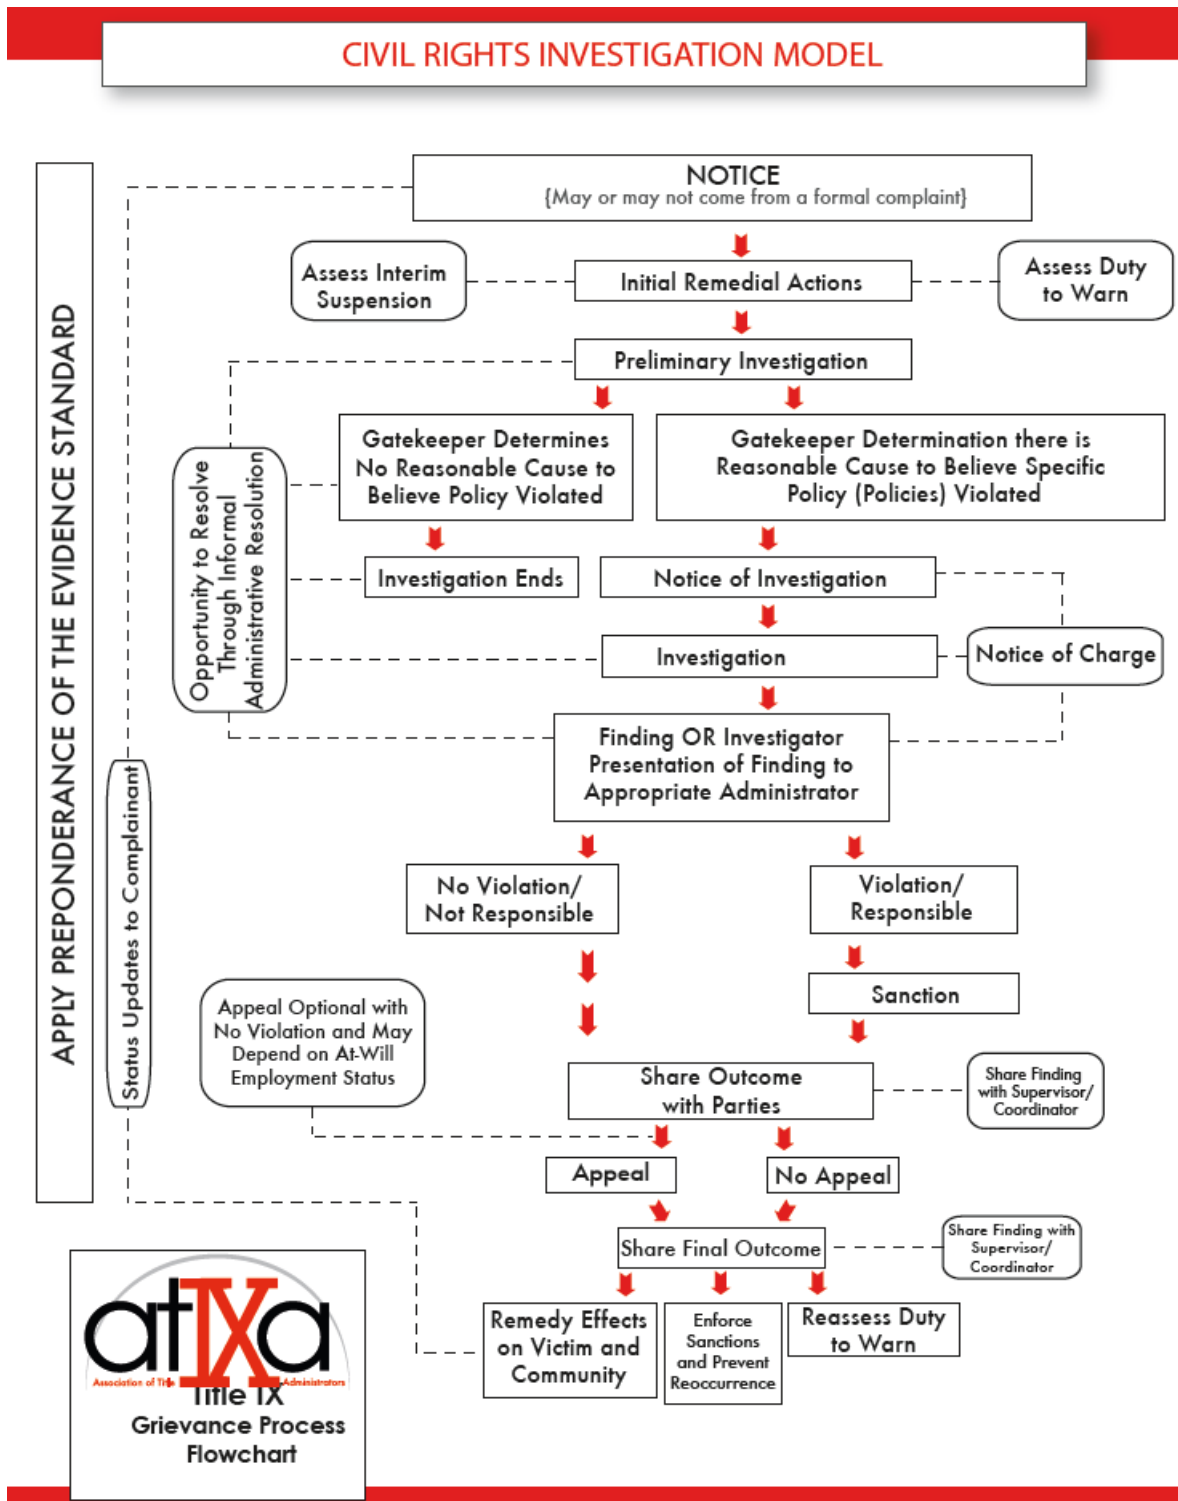 CIVIL RIGHTS INVESTIGATION MODEL
NOTICE
{May or may not come from a formal complaint}
Assess Interim
Suspension
Initial Remedial Actions
Assess Duty
to Warn
Preliminary Investigation
Gatekeeper Determines
No Reasonable Cause to
Believe Policy Violated
Gatekeeper Determination there is
Reasonable Cause to Believe Specific
Policy (Policies) Violated
Opportunity to Resolve
Through Informal
Administrative Resolution
Investigation Ends
Notice of Investigation
Investigation
Notice of Charge
APPLY PREPONDERANCE OF THE EVIDENCE STANDARD
Finding OR Investigator
Presentation of Finding to
Appropriate Administrator
Status Updates to Complainant
No Violation/
Not Responsible
Violation/
Responsible
Sanction
Appeal Optional with
No Violation and May
Depend on At-Will
Employment Status
Share Outcome
with Parties
Share Finding
with Supervisor/
Coordinator
Appeal
No Appeal
Share Final Outcome
Share Finding with
Supervisor/
Coordinator
Remedy Effects
on Victim and
Community
Enforce
Sanctions
and Prevent
Reoccurrence
Reassess Duty
to Warn
atIXa
Association of Title Administrators
Title IX
Grievance Process
Flowchart